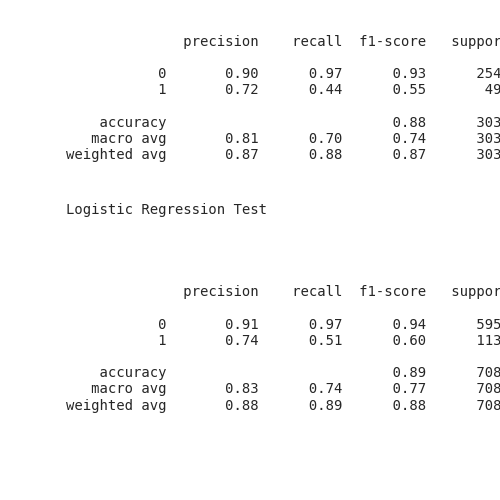 precision recall f1-score suppor
0 0.90 0.97 0.93 254
1 0.72 0.44 0.55 49
accuracy 0.88 303
macro avg 0.81 0.70 0.74 303
weighted avg 0.87 0.88 0.87 303
Logistic Regression Test
precision recall f1-score suppor
0 0.91 0.97 0.94 595
1 0.74 0.51 0.60 113
accuracy 0.89 708
macro avg 0.83 0.74 0.77 708
weighted avg 0.88 0.89 0.88 708